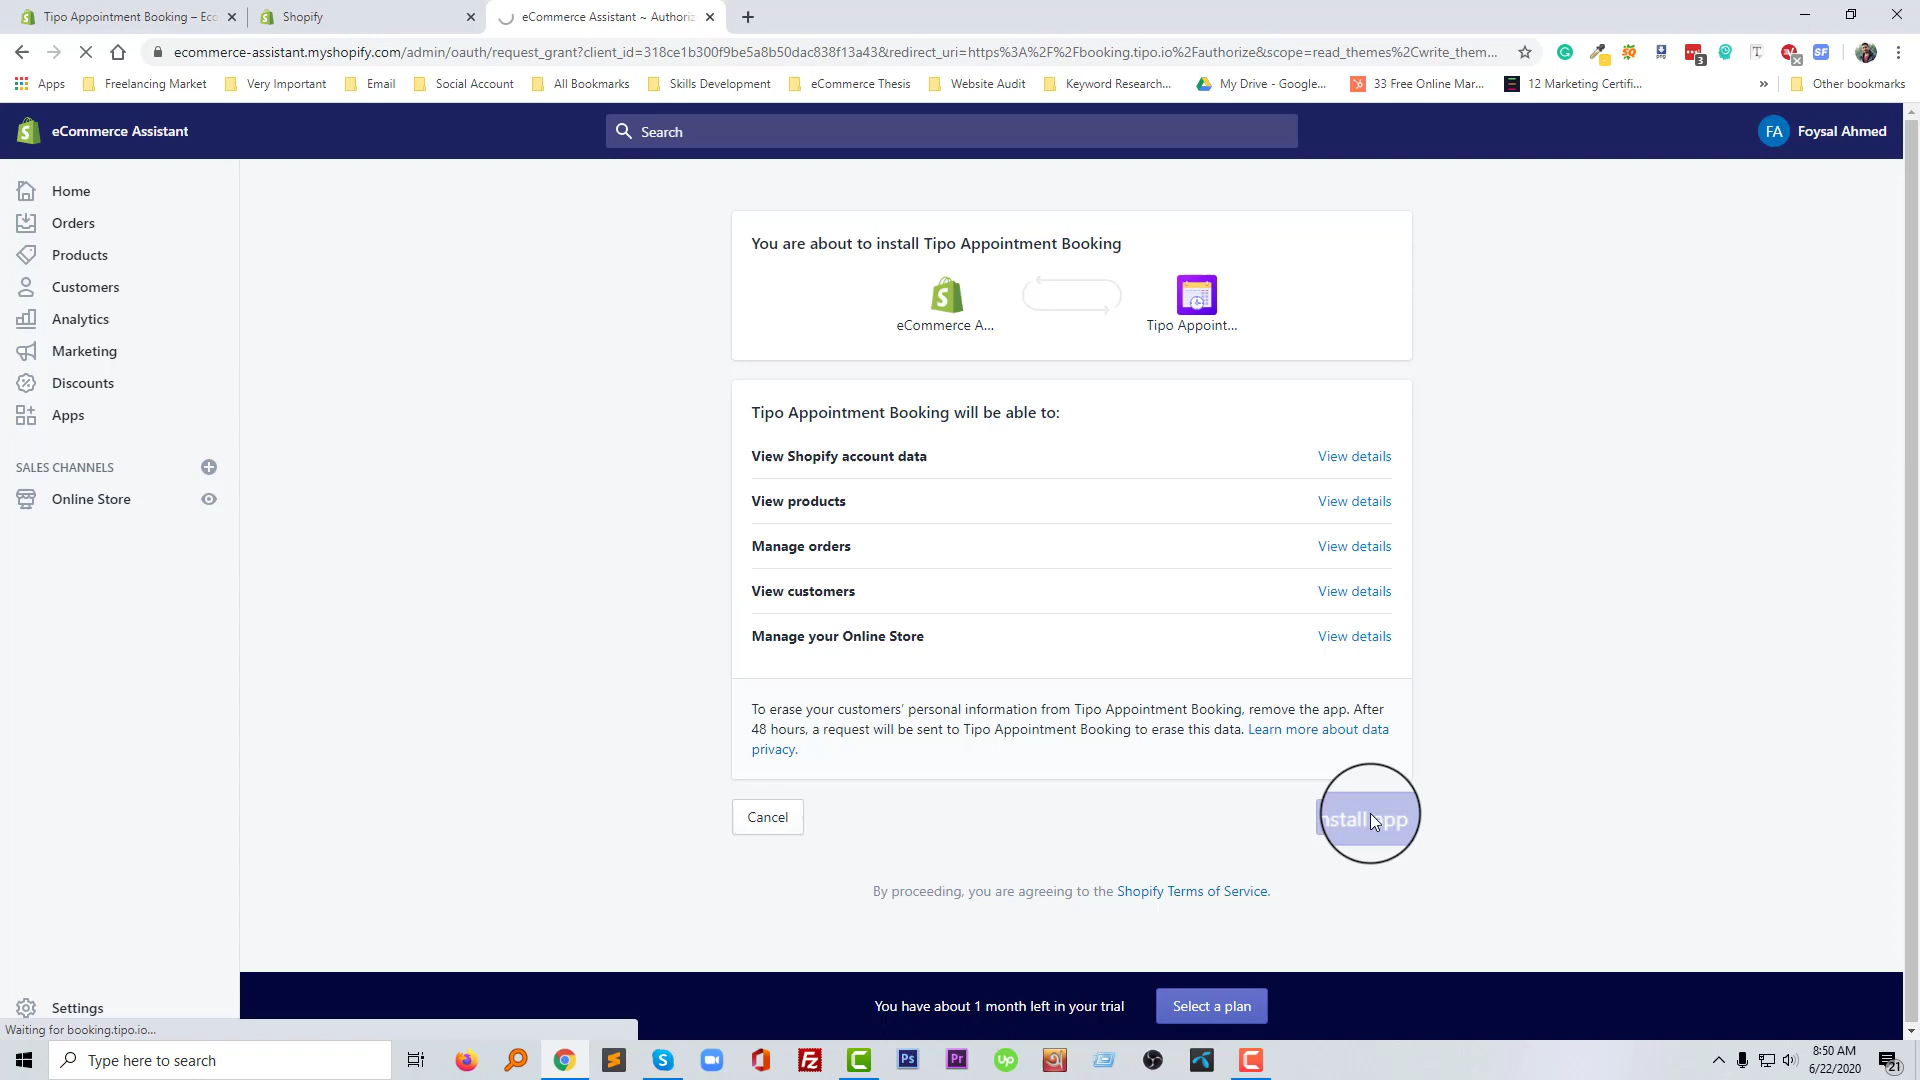 Tipo Appointment Booking – Eco
Shopify
eCommerce Assistant ~ Authoriz
ecommerce-assistant.myshopify.com/admin/oauth/request_grant?client_id=318ce1b300f9be5a8b50dac838f13a43&redirect_uri=https%3A%2F%2Fbooking.tipo.io%2Fauthorize&scope=read_themes%2Cwrite_them...
Apps
Freelancing Market
Very Important
Email
Social Account
All Bookmarks
Skills Development
eCommerce Thesis
Website Audit
Keyword Research...
My Drive - Google...
33 Free Online Mar...
12 Marketing Certifi...
»
Other bookmarks
eCommerce Assistant
Search
FA
Foysal Ahmed
Home
Orders
Products
Customers
Analytics
Marketing
Discounts
Apps
SALES CHANNELS
Online Store
Settings
You are about to install Tipo Appointment Booking
eCommerce A...
Tipo Appoint...
Tipo Appointment Booking will be able to:
View Shopify account data
View details
View products
View details
Manage orders
View details
View customers
View details
Manage your Online Store
View details
To erase your customers’ personal information from Tipo Appointment Booking, remove the app. After
48 hours, a request will be sent to Tipo Appointment Booking to erase this data. Learn more about data
privacy.
Cancel
nstall app
By proceeding, you are agreeing to the Shopify Terms of Service.
You have about 1 month left in your trial
Select a plan
Waiting for booking.tipo.io...
Type here to search
8:50 AM
6/22/2020
21